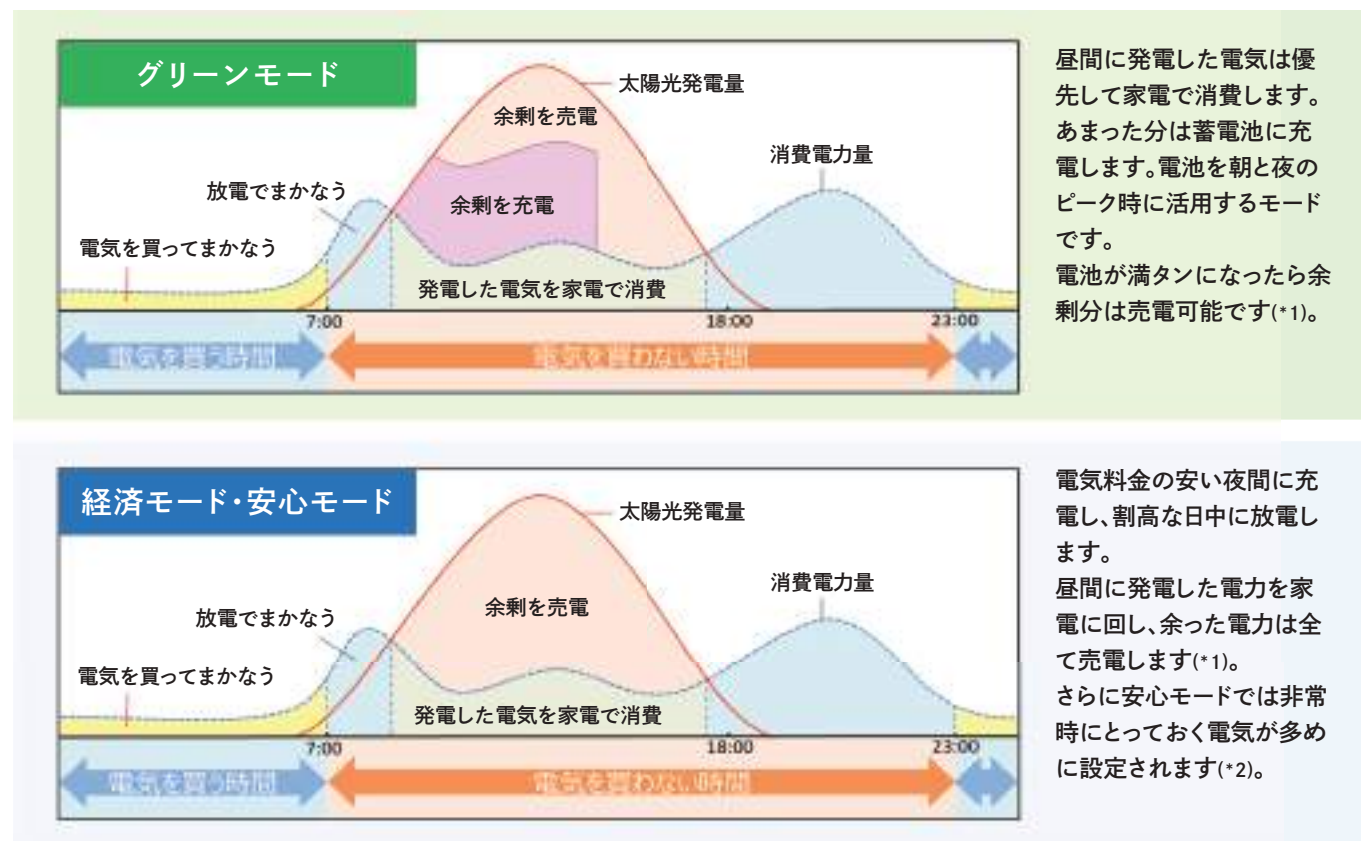 グリーンモード
太陽光発電量
余剰を売電
消費電力量
放電でまかなう
余剰を充電
電気を買ってまかなう
発電した電気を家電で消費
7:00
18:00
23:00
電気を買う時間
電気を買わない時間
昼間に発電した電気は優
先して家電で消費します。
あまった分は蓄電池に充
電します。電池を朝と夜の
ピーク時に活用するモード
です。
電池が満タンになったら余
剰分は売電可能です(*1)。
経済モード・安心モード
太陽光発電量
消費電力量
余剰を売電
放電でまかなう
電気を買ってまかなう
発電した電気を家電で消費
7:00
18:00
23:00
電気を買う時間
電気を買わない時間
電気料金の安い夜間に充
電し、割高な日中に放電し
ます。
昼間に発電した電力を家
電に回し、余った電力は全
て売電します(*1)。
さらに安心モードでは非常
時にとっておく電気が多め
に設定されます(*2)。